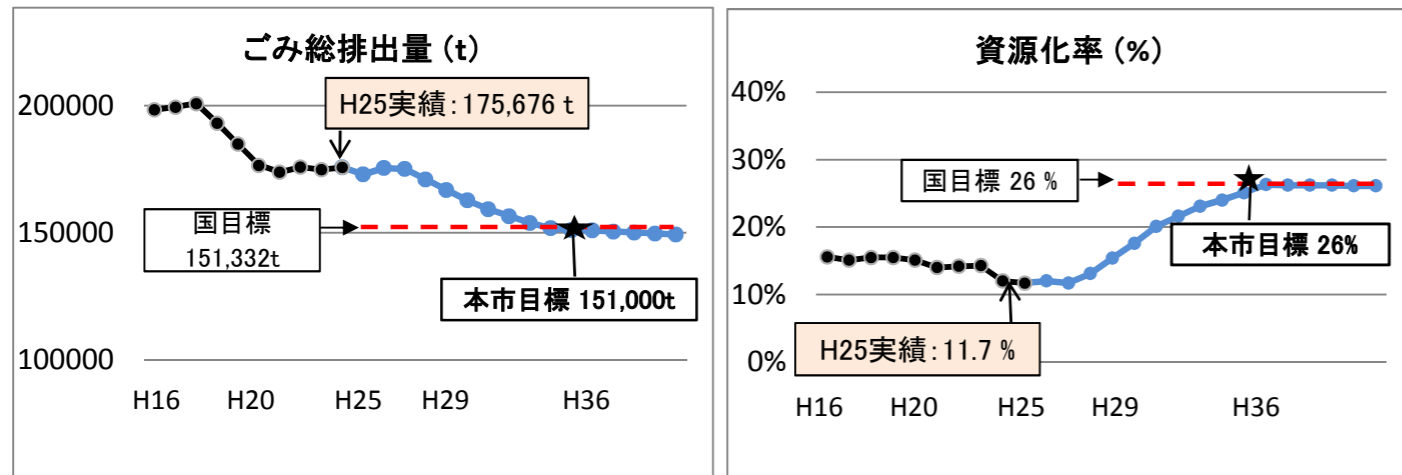 ごみ総排出量 (t)
200000
150000
100000
H25実績：175,676 t
国目標
151,332t
本市目標 151,000t
H16 H20 H25 H29 H36
資源化率 (%)
40%
30%
20%
10%
0%
国目標 26 %
本市目標 26%
H25実績：11.7 %
H16 H20 H25 H29 H36